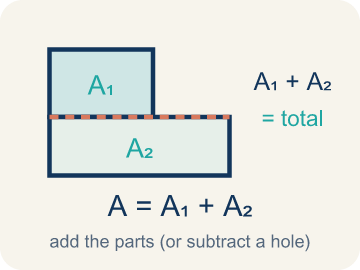 A₁
A₁ + A₂
= total
A₂
A = A₁ + A₂
add the parts (or subtract a hole)